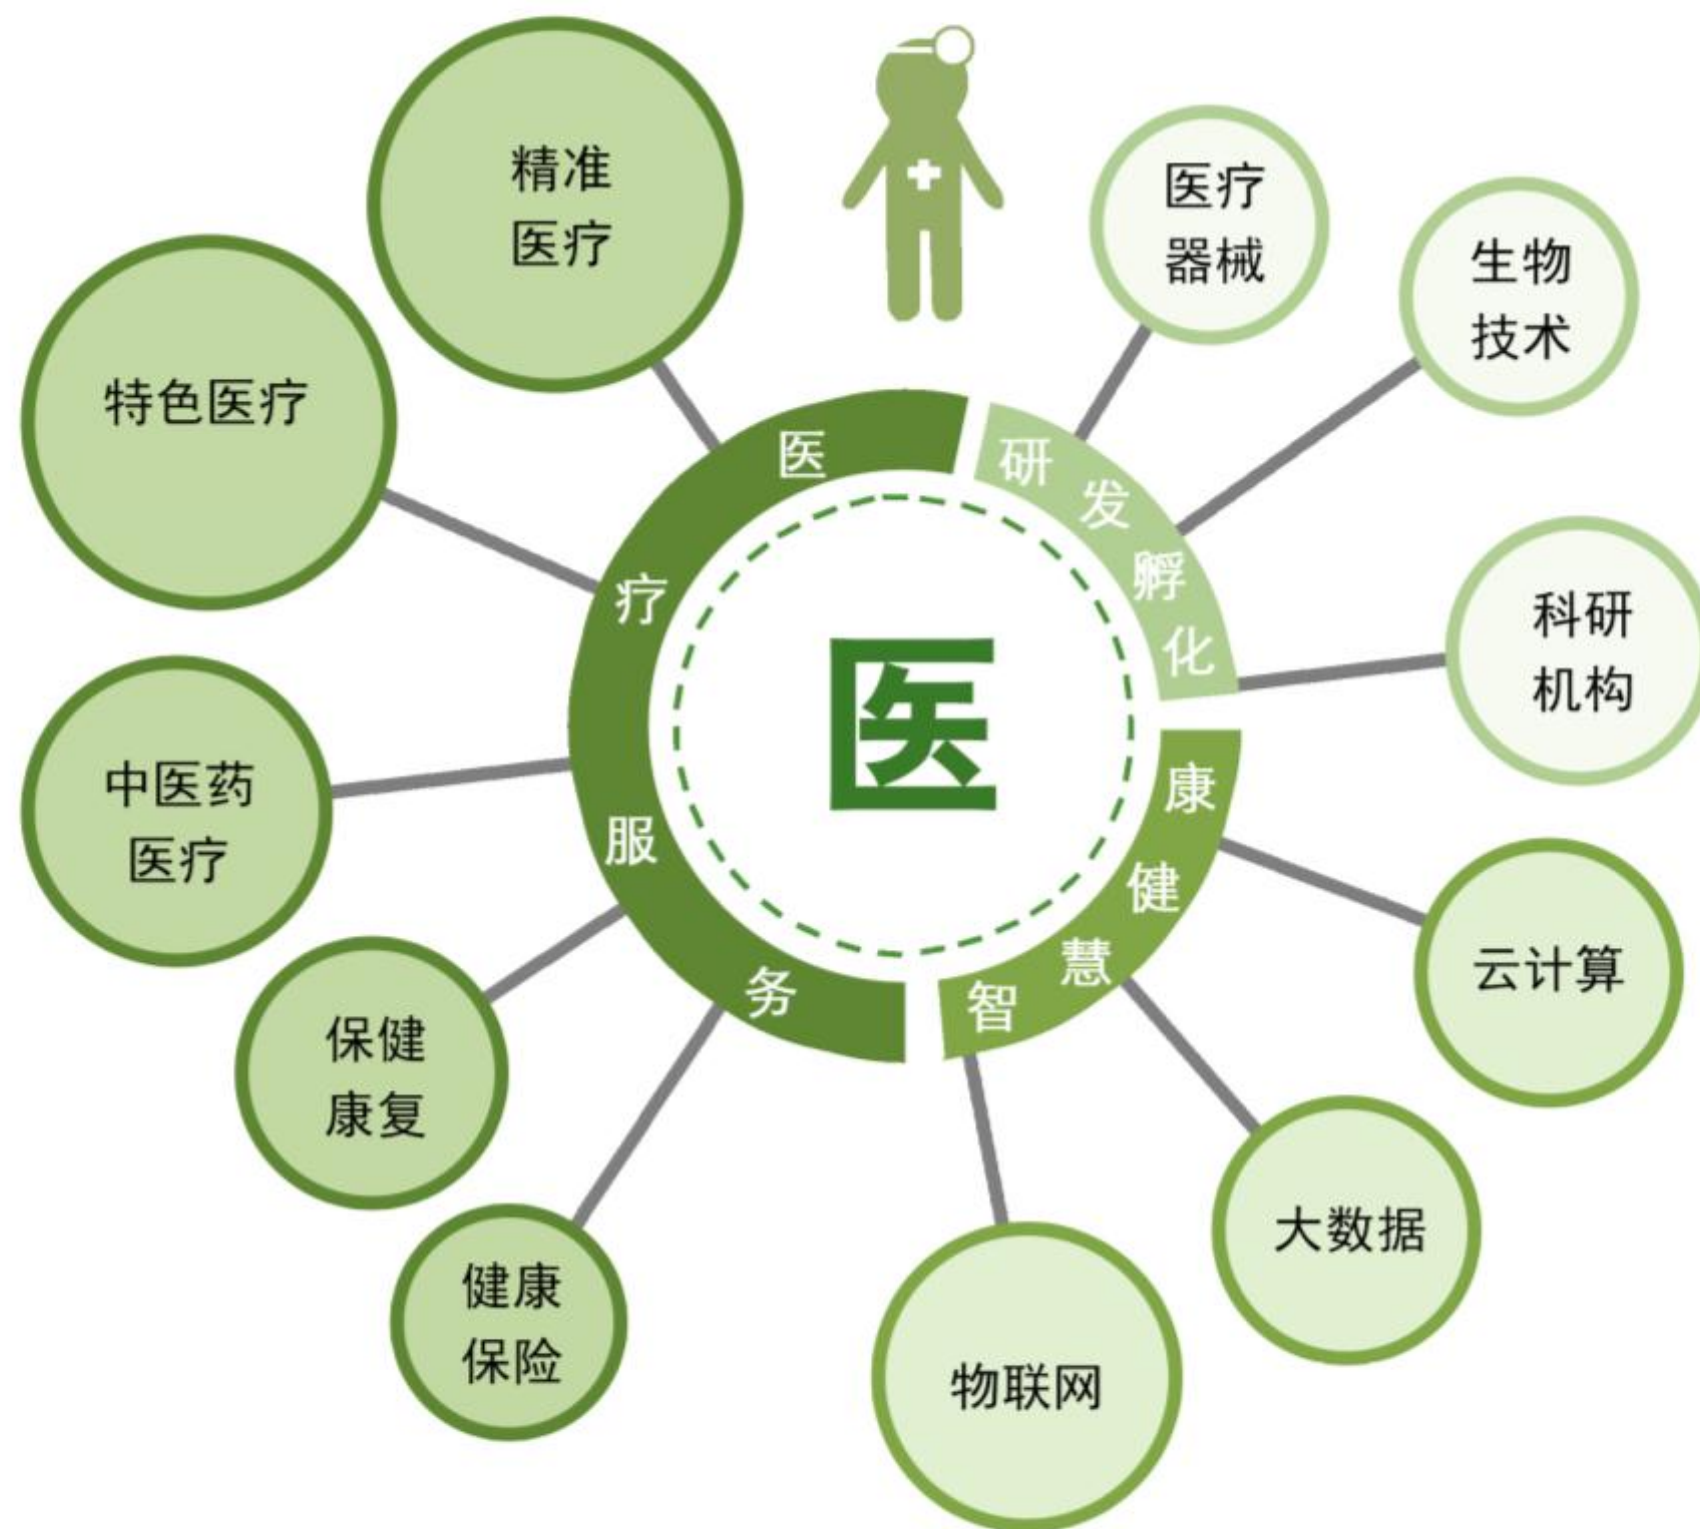 精准
医疗
医疗
器械
生物
技术
特色医疗
医疗服务
研发孵化
医
科研
机构
中医药
医疗
智慧健康
云计算
保健
康复
大数据
健康
保险
物联网